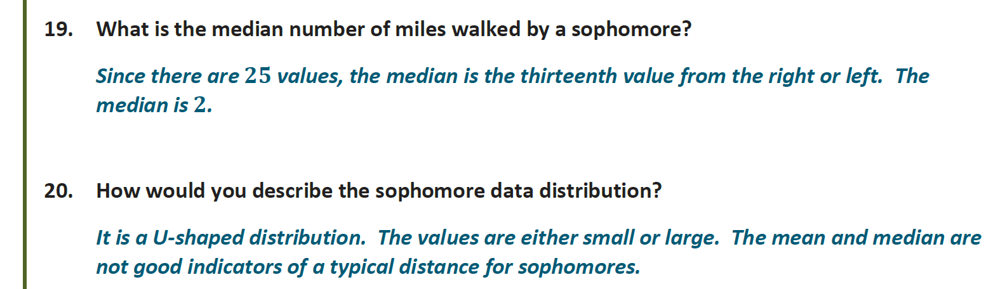 19. What is the median number of miles walked by a sophomore?
Since there are 25 values, the median is the thirteenth value from the right or left. The
median is 2.
20. How would you describe the sophomore data distribution?
It is a U-shaped distribution. The values are either small or large. The mean and median are
not good indicators of a typical distance for sophomores.